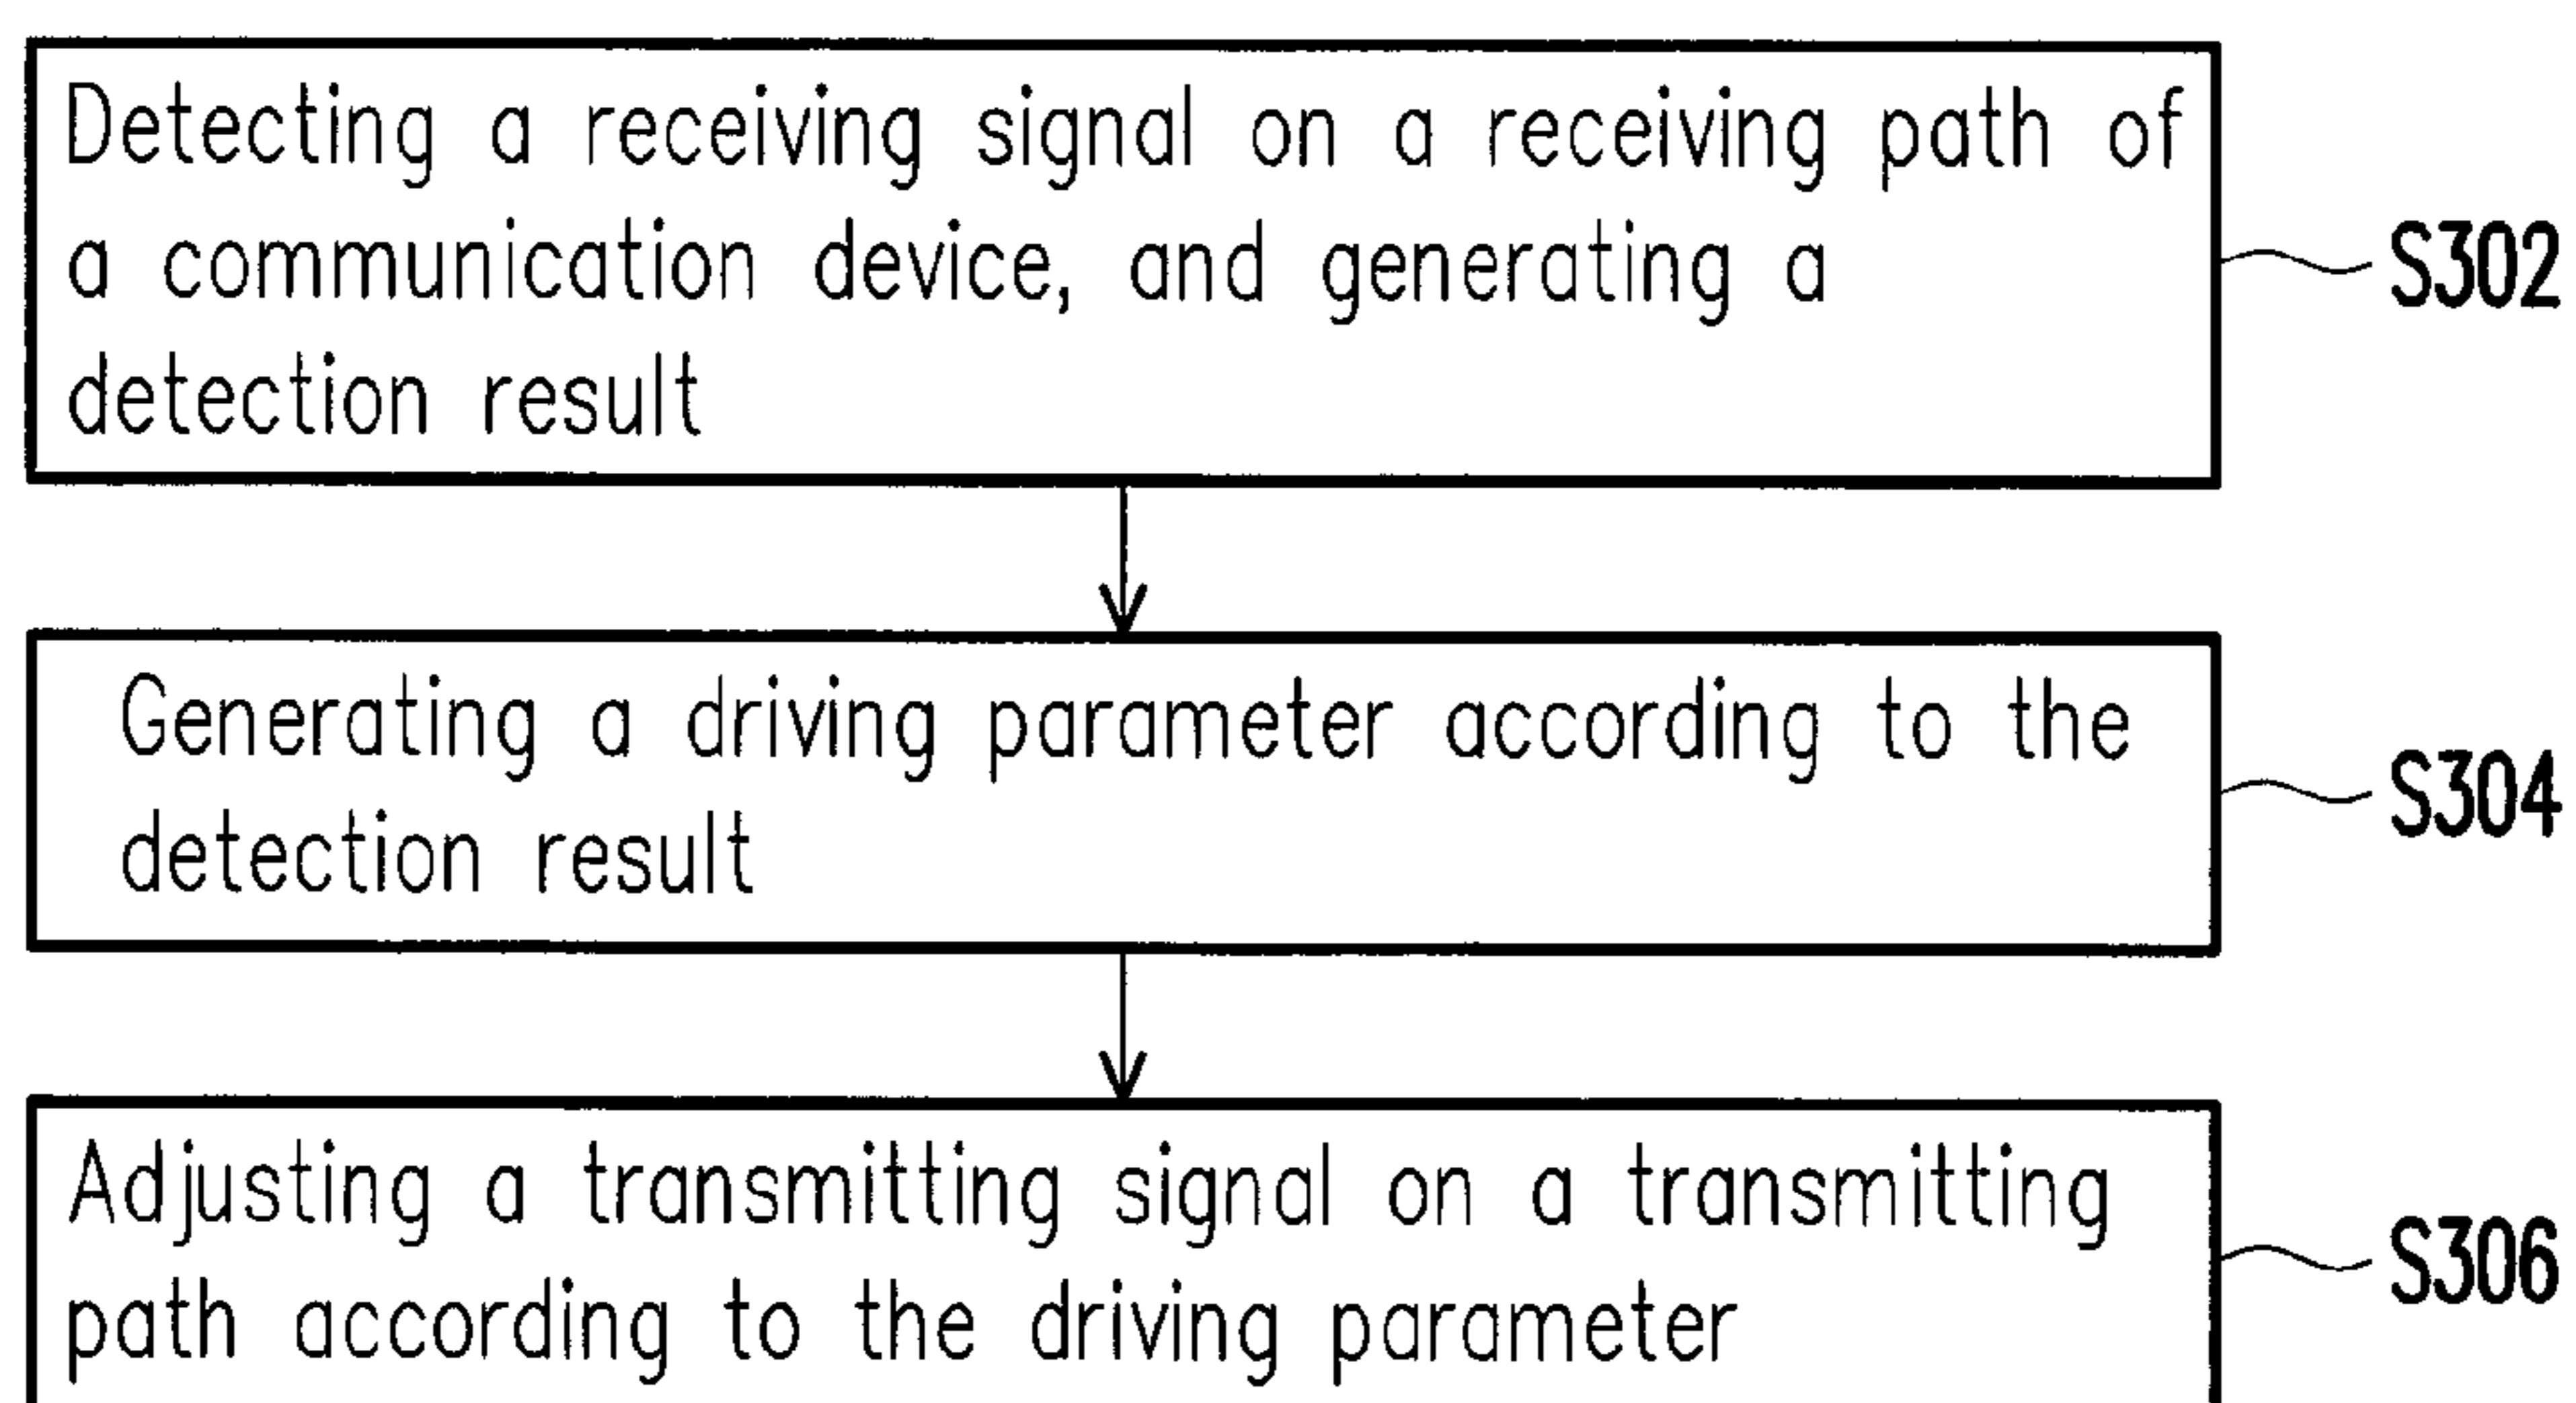 Detecting a receiving signal on a receiving path of
a communication device, and generating a
detection result
S302
Generating a driving parameter according to the
detection result
S304
Adjusting a transmitting signal on a transmitting
path according to the driving parameter
S306